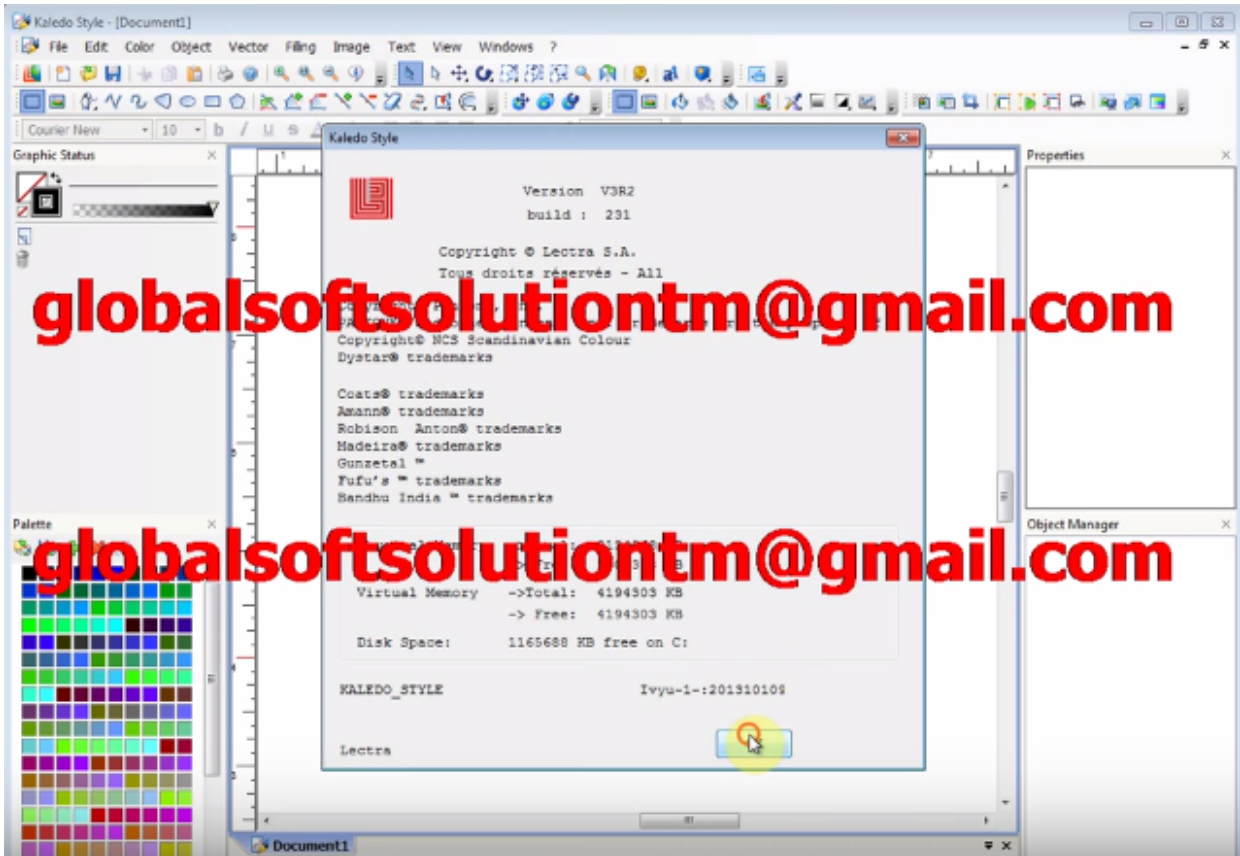 Kaledo Style - [Document1]
File Edit Color Object Vector Filing Image Text View Windows ?
Courier New 10 b / U S A
Graphic Status
Kaledo Style
Properties
Version V3R2
build : 231
Copyright © Lectra S.A.
Tous droits réservés - All
globalsoftsolutiontm@gmail.com
Copyright© NCS Scandinavian Colour
Dystar® trademarks
Coats® trademarks
Amann® trademarks
Robison Anton® trademarks
Madeira® trademarks
Gunzetal ™
Fufu's ™ trademarks
Bandhu India ™ trademarks
Palette
Object Manager
globalsoftsolutiontm@gmail.com
Virtual Memory ->Total: 4194303 KB
-> Free: 4194303 KB
Disk Space: 1165688 KB free on C:
KALEDO_STYLE Ivyu-1-:201310109
Lectra
Document1